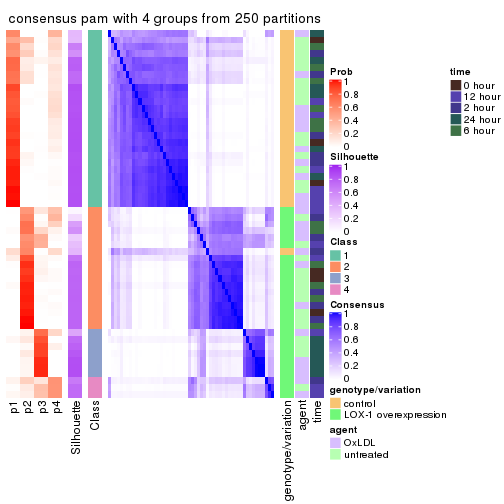 consensus pam with 4 groups from 250 partitions
Prob
1
0.8
0.6
0.4
0.2
0
Silhouette
1
0.8
0.6
0.4
0.2
0
Class
1
2
3
4
Consensus
1
0.8
0.6
0.4
0.2
0
genotype/variation
control
LOX-1 overexpression
agent
OxLDL
untreated
time
0 hour
12 hour
2 hour
24 hour
6 hour
p1
p2
p3
p4
Silhouette
Class
genotype/variation
agent
time